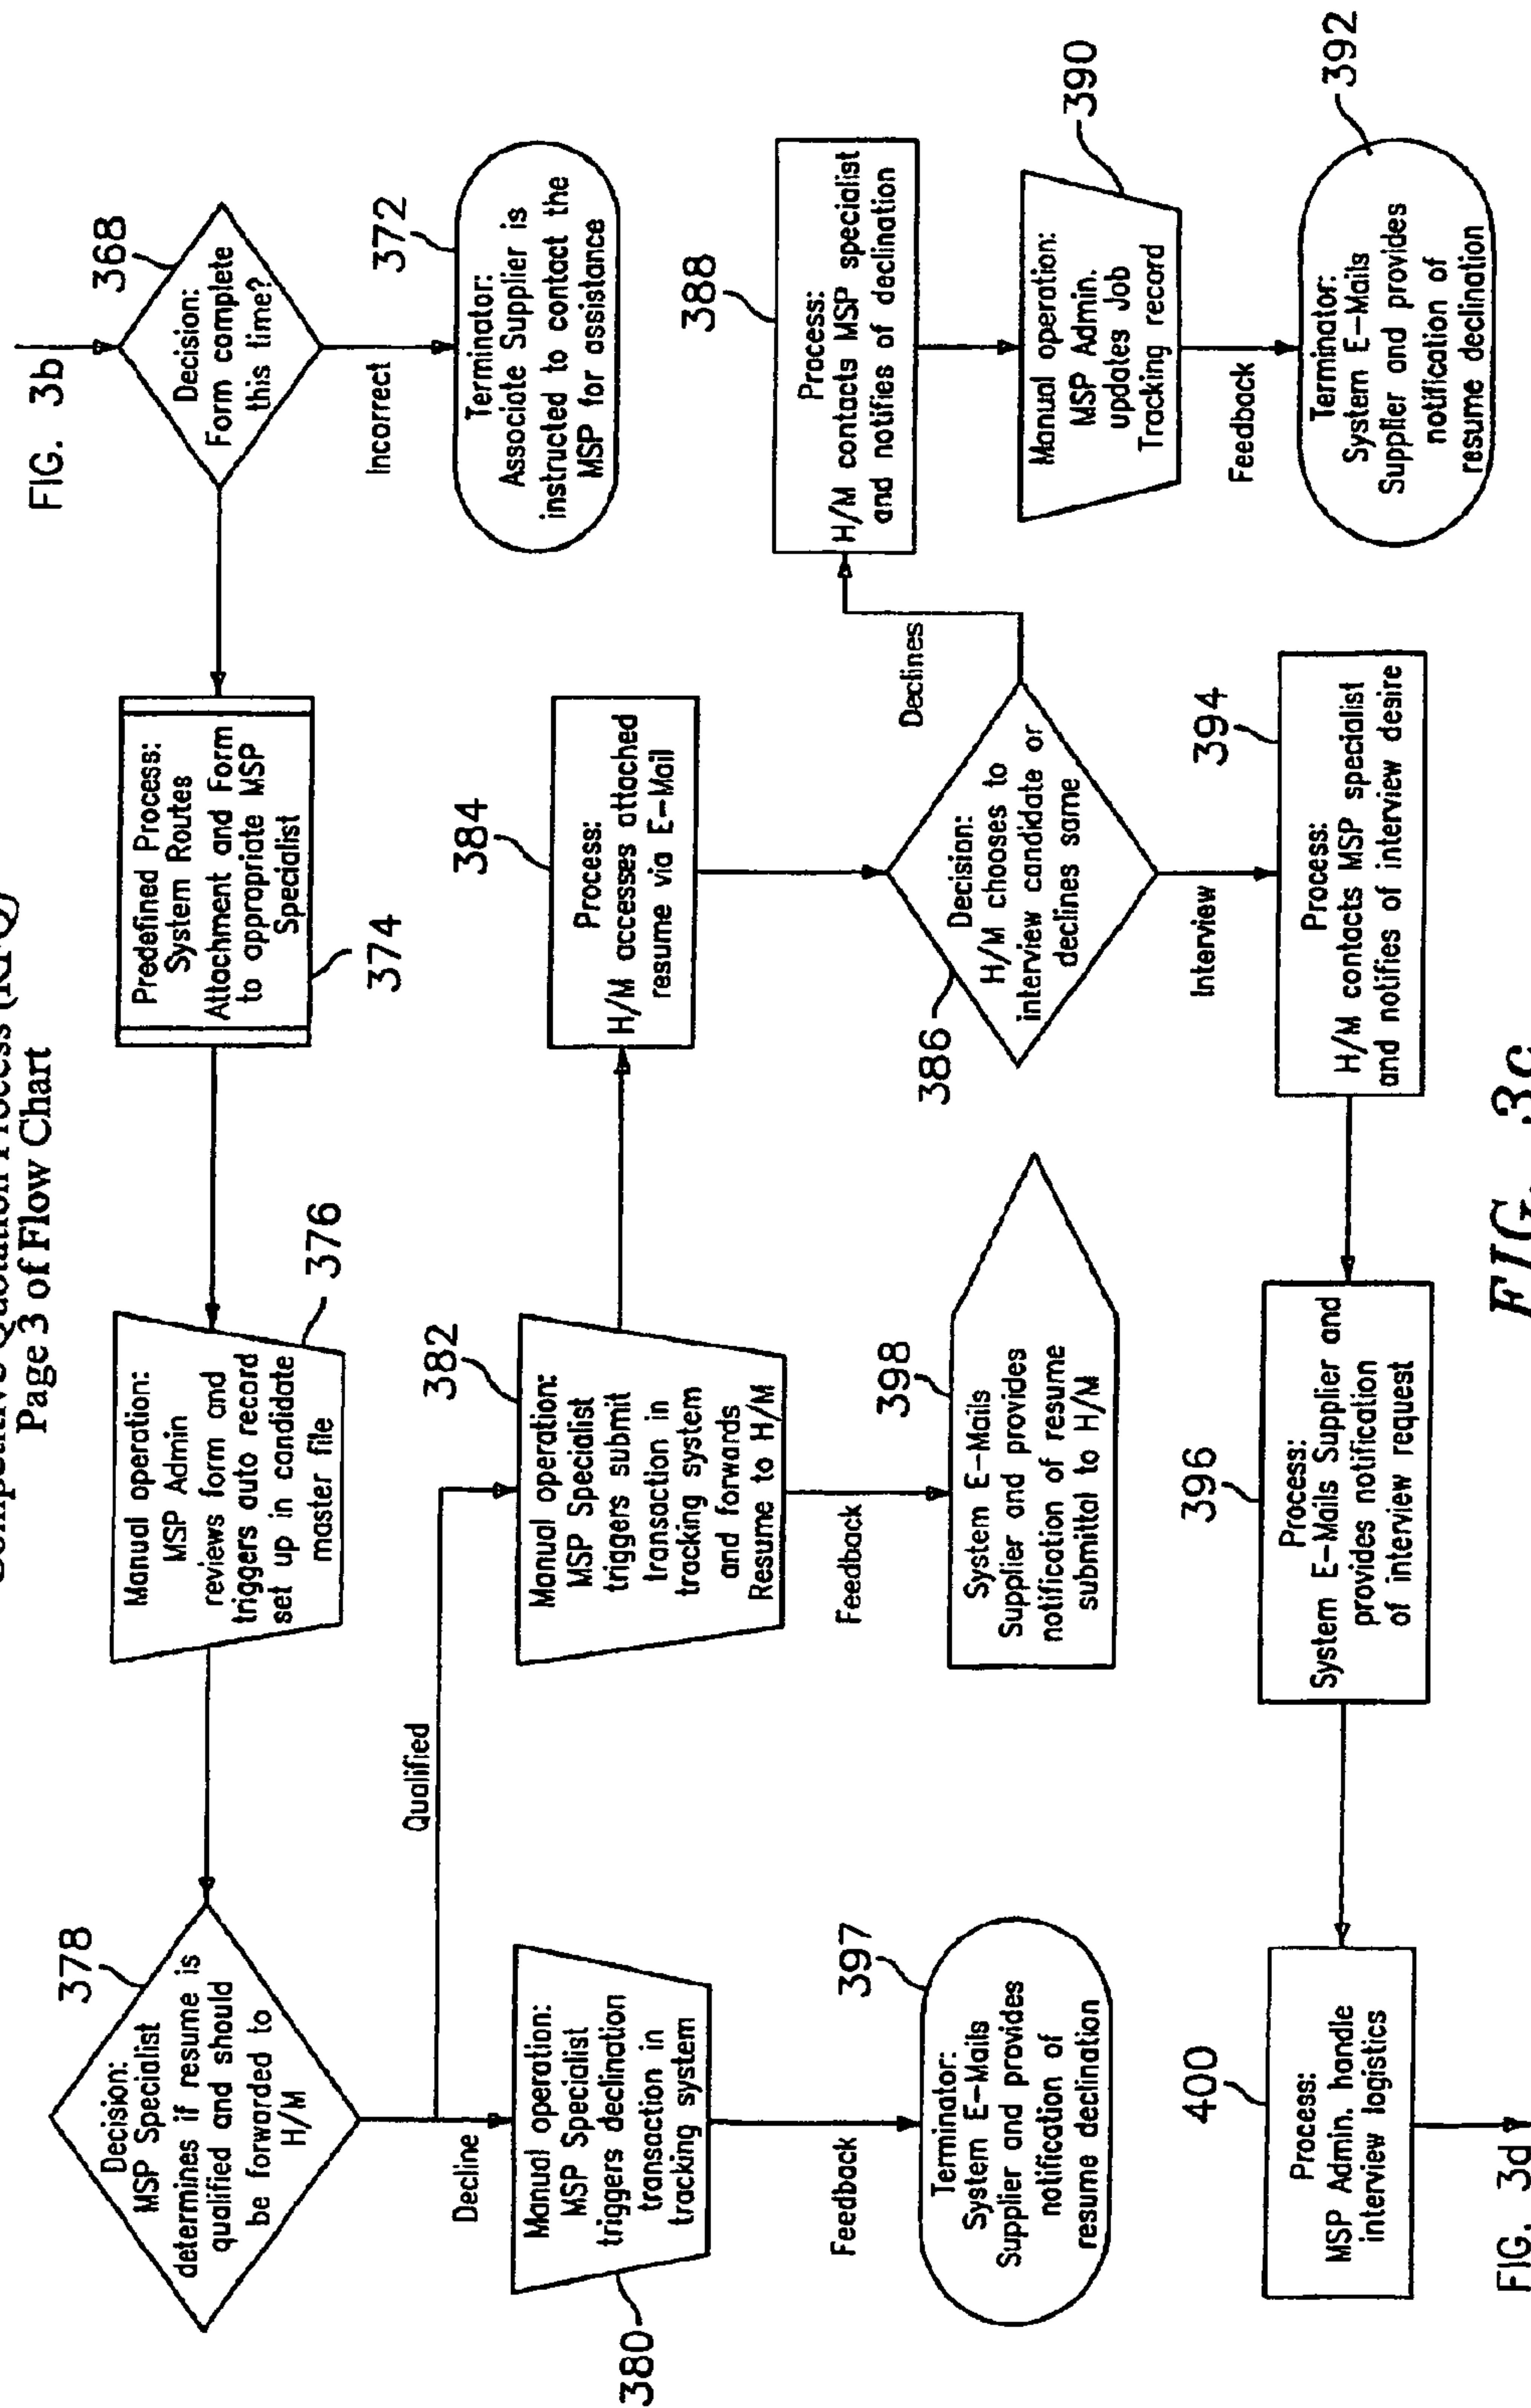 Quotation Process
Page 3 of Flow Chart
FIG. 3b
368
Decision:
Form complete
this time?
Incorrect
372
Terminator:
Associate Supplier is
instructed to contact the
MSP for assistance
Predefined Process:
System Routes
Attachment and Form
to appropriate MSP
Specialist
374
Manual operation:
MSP Admin
reviews form and
triggers auto record
set up in candidate
master file
376
378
Decision:
MSP Specialist
determines if resume is
qualified and should
be forwarded to
H/M
Decline
Qualified
Manual operation:
MSP Specialist
triggers declination
transaction in
tracking system
380
Feedback
397
Terminator:
System E-Mails
Supplier and provides
notification of
resume declination
382
Manual operation:
MSP Specialist
triggers submit
transaction in
tracking system
and forwards
Resume to H/M
Feedback
398
System E-Mails
Supplier and provides
notification of resume
submittal to H/M
384
Process:
H/M accesses attached
resume via E-Mail
386
Decision:
H/M chooses to
interview candidate or
declines same
Declines
Interview
388
Process:
H/M contacts MSP specialist
and notifies of declination
390
Manual operation:
MSP Admin.
updates Job
Tracking record
Feedback
392
Terminator:
System E-Mails
Supplier and provides
notification of
resume declination
394
Process:
H/M contacts MSP specialist
and notifies of interview desire
396
Process:
System E-Mails Supplier and
provides notification
of interview request
400
Process:
MSP Admin. handle
interview logistics
FIG. 3d
FIG. 3c